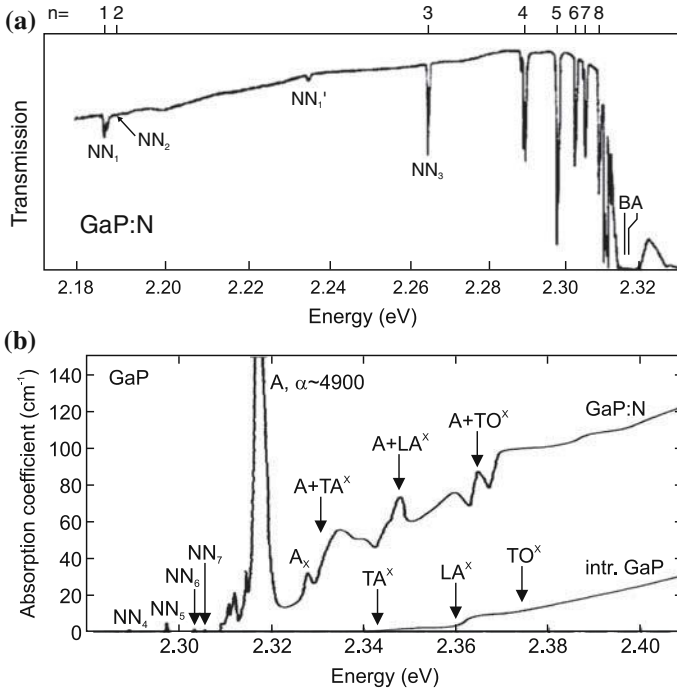 (a)
n= 1 2 3 4 5 6 7 8
Transmission
NN₁
NN₂
NN₁'
NN₃
BA
GaP:N
2.18 2.20 2.22 2.24 2.26 2.28 2.30 2.32
Energy (eV)
(b)
Absorption coefficient (cm⁻¹)
140
120
100
80
60
40
20
0
GaP
A, α~4900
GaP:N
A+TOˣ
A+LAˣ
A+TAˣ
NN₇
NN₆
NN₅
NN₄
Aₓ
TAˣ
LAˣ
TOˣ
intr. GaP
2.30 2.32 2.34 2.36 2.38 2.40
Energy (eV)